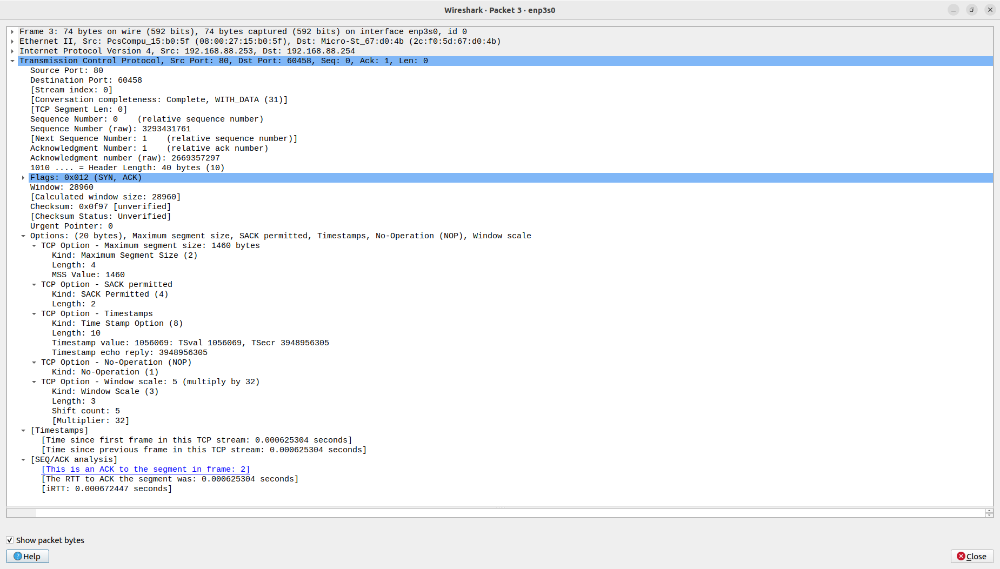 Wireshark · Packet 3 · enp3s0
Frame 3: 74 bytes on wire (592 bits), 74 bytes captured (592 bits) on interface enp3s0, id 0
Ethernet II, Src: PcsCompu_15:b0:5f (08:00:27:15:b0:5f), Dst: Micro-St_67:d0:4b (2c:f0:5d:67:d0:4b)
Internet Protocol Version 4, Src: 192.168.88.253, Dst: 192.168.88.254
Transmission Control Protocol, Src Port: 80, Dst Port: 60458, Seq: 0, Ack: 1, Len: 0
Source Port: 80
Destination Port: 60458
[Stream index: 0]
[Conversation completeness: Complete, WITH_DATA (31)]
[TCP Segment Len: 0]
Sequence Number: 0    (relative sequence number)
Sequence Number (raw): 3293431761
[Next Sequence Number: 1    (relative sequence number)]
Acknowledgment Number: 1    (relative ack number)
Acknowledgment number (raw): 2669357297
1010 .... = Header Length: 40 bytes (10)
Flags: 0x012 (SYN, ACK)
Window: 28960
[Calculated window size: 28960]
Checksum: 0x0f97 [unverified]
[Checksum Status: Unverified]
Urgent Pointer: 0
Options: (20 bytes), Maximum segment size, SACK permitted, Timestamps, No-Operation (NOP), Window scale
TCP Option - Maximum segment size: 1460 bytes
Kind: Maximum Segment Size (2)
Length: 4
MSS Value: 1460
TCP Option - SACK permitted
Kind: SACK Permitted (4)
Length: 2
TCP Option - Timestamps
Kind: Time Stamp Option (8)
Length: 10
Timestamp value: 1056069: TSval 1056069, TSecr 3948956305
Timestamp echo reply: 3948956305
TCP Option - No-Operation (NOP)
Kind: No-Operation (1)
TCP Option - Window scale: 5 (multiply by 32)
Kind: Window Scale (3)
Length: 3
Shift count: 5
[Multiplier: 32]
[Timestamps]
[Time since first frame in this TCP stream: 0.000625304 seconds]
[Time since previous frame in this TCP stream: 0.000625304 seconds]
[SEQ/ACK analysis]
[This is an ACK to the segment in frame: 2]
[The RTT to ACK the segment was: 0.000625304 seconds]
[iRTT: 0.000672447 seconds]
Show packet bytes
Help
Close